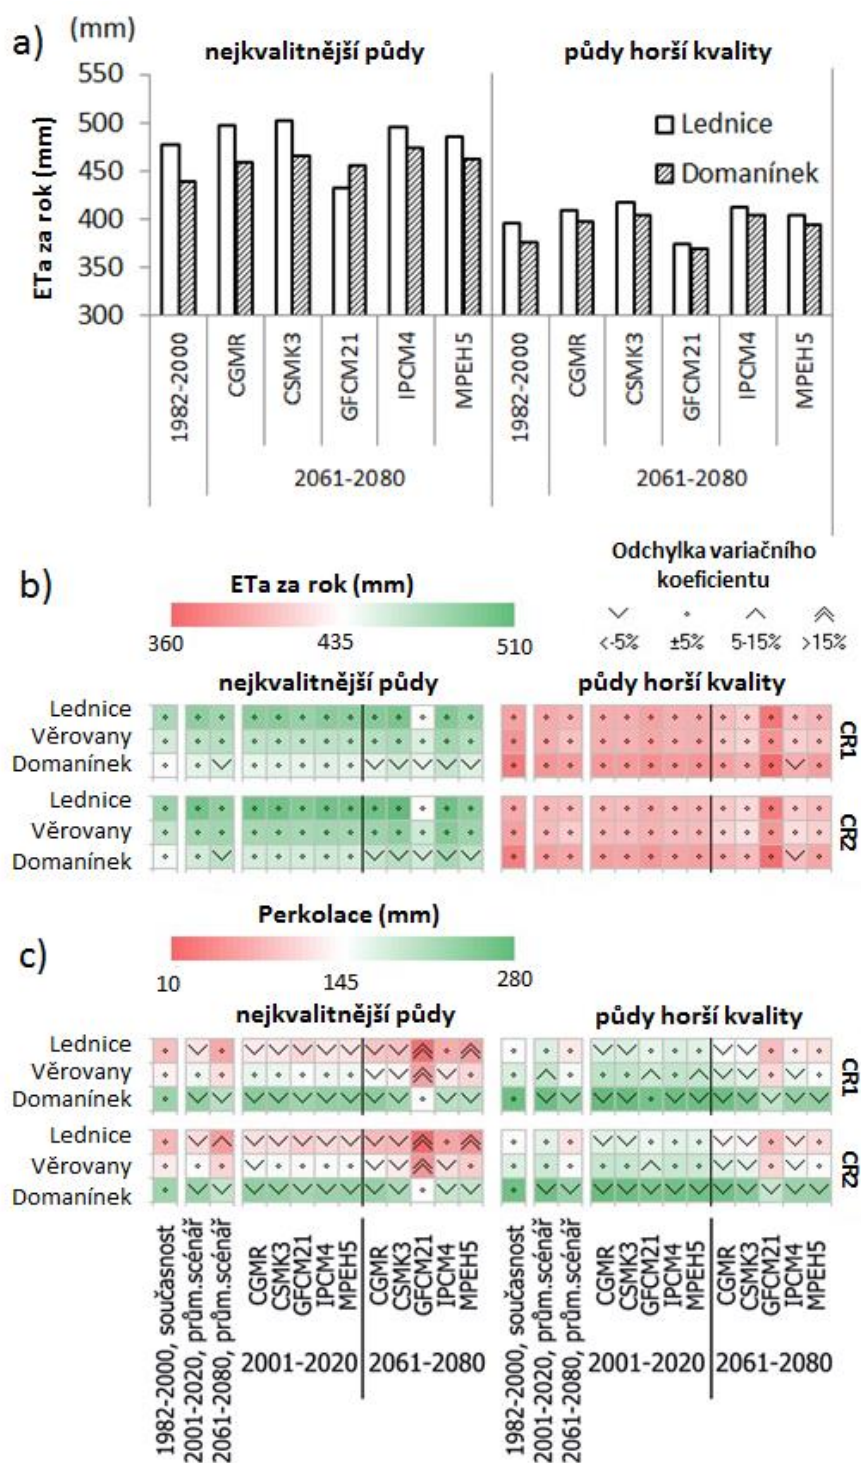 a) (mm)
nejkvalitnější půdy půdy horší kvality
ETa za rok (mm)
550
500
450
400
350
300
Lednice
Domanínek
1982-2000 CGMR CSMK3 GFCM21 IPCM4 MPEH5 1982-2000 CGMR CSMK3 GFCM21 IPCM4 MPEH5
2061-2080 2061-2080
b)
ETa za rok (mm)
360 435 510
Odchylka variačního
koeficientu
<-5% ±5% 5-15% >15%
nejkvalitnější půdy půdy horší kvality
Lednice
Věrovany
Domanínek
CR1
Lednice
Věrovany
Domanínek
CR2
c)
Perkolace (mm)
10 145 280
nejkvalitnější půdy půdy horší kvality
Lednice
Věrovany
Domanínek
CR1
Lednice
Věrovany
Domanínek
CR2
1982-2000, současnost
2001-2020, prům.scénář
2061-2080, prům.scénář
CGMR CSMK3 GFCM21 IPCM4 MPEH5 CGMR CSMK3 GFCM21 IPCM4 MPEH5
2001-2020 2061-2080
1982-2000, současnost
2001-2020, prům.scénář
2061-2080, prům.scénář
CGMR CSMK3 GFCM21 IPCM4 MPEH5 CGMR CSMK3 GFCM21 IPCM4 MPEH5
2001-2020 2061-2080